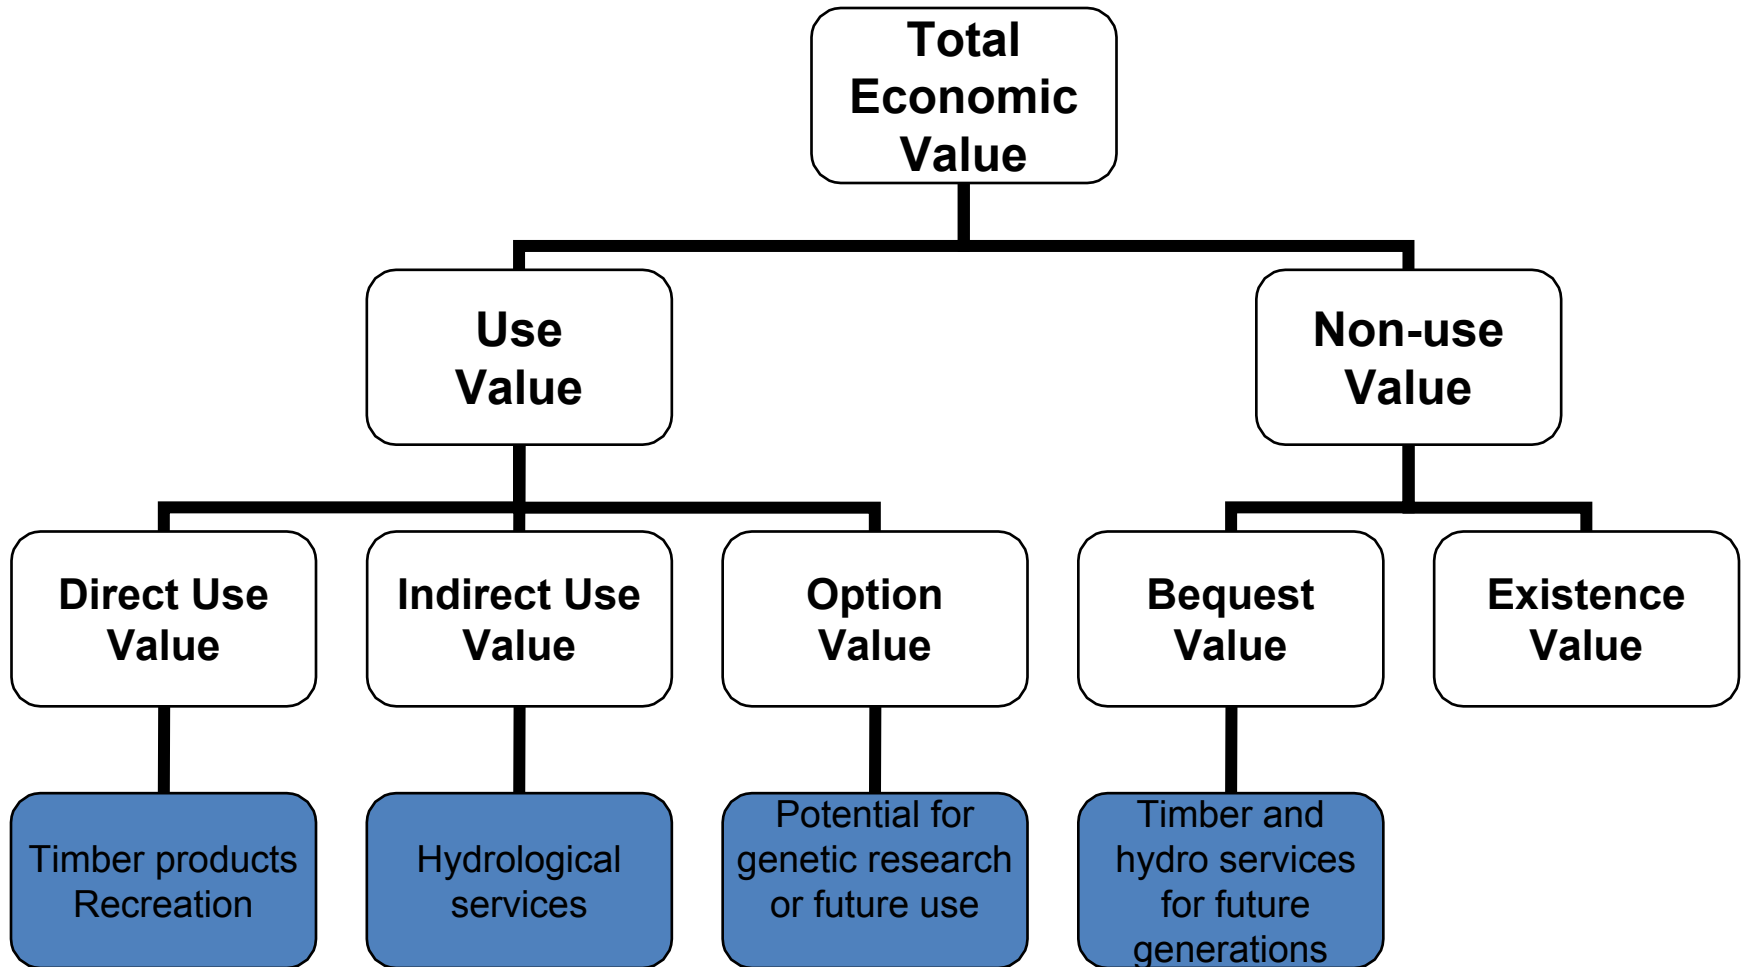 Total
Economic
Value
Use
Value
Non-use
Value
Direct Use
Value
Indirect Use
Value
Option
Value
Bequest
Value
Existence
Value
Timber products
Recreation
Hydrological
services
Potential for
genetic research
or future use
Timber and
hydro services
for future
generations